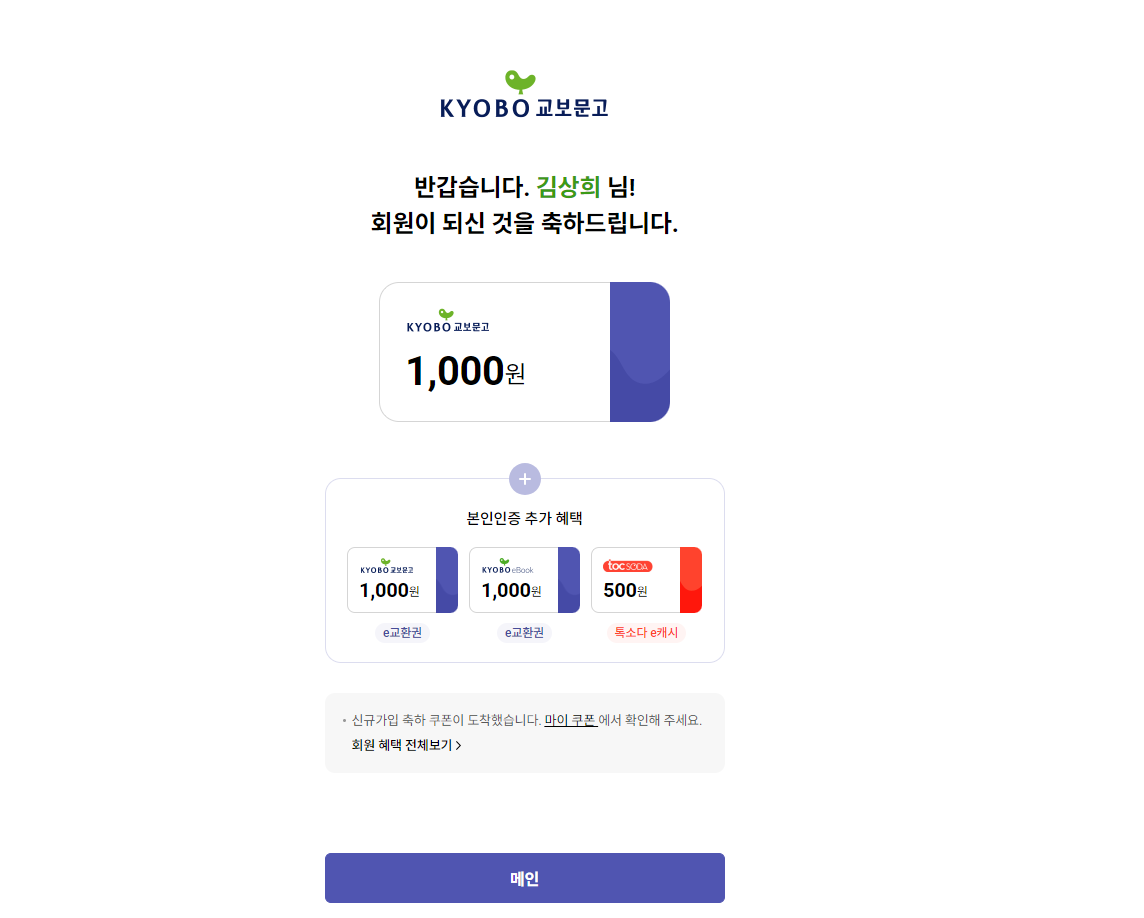 KYOBO 교보문고
반갑습니다. 김상희 님!
회원이 되신 것을 축하드립니다.
KYOBO 교보문고
1,000원
+
본인인증 추가 혜택
KYOBO 교보문고
1,000원
e교환권
KYOBO eBook
1,000원
e교환권
tocSODA
500원
톡소다 e캐시
• 신규가입 축하 쿠폰이 도착했습니다. 마이 쿠폰 에서 확인해 주세요.
회원 혜택 전체보기 >
메인